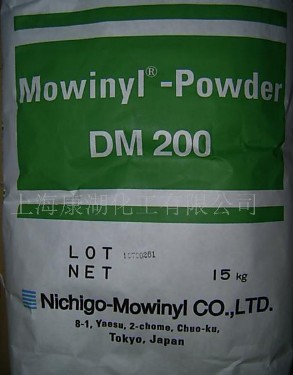 Mowinyl®-Powder
DM 200
上海康湖化工有限公司
LOT
NET 15 kg
Nichigo-Mowinyl CO.,LTD.
8-1, Yaesu, 2-chome, Chuo-ku,
Tokyo, Japan